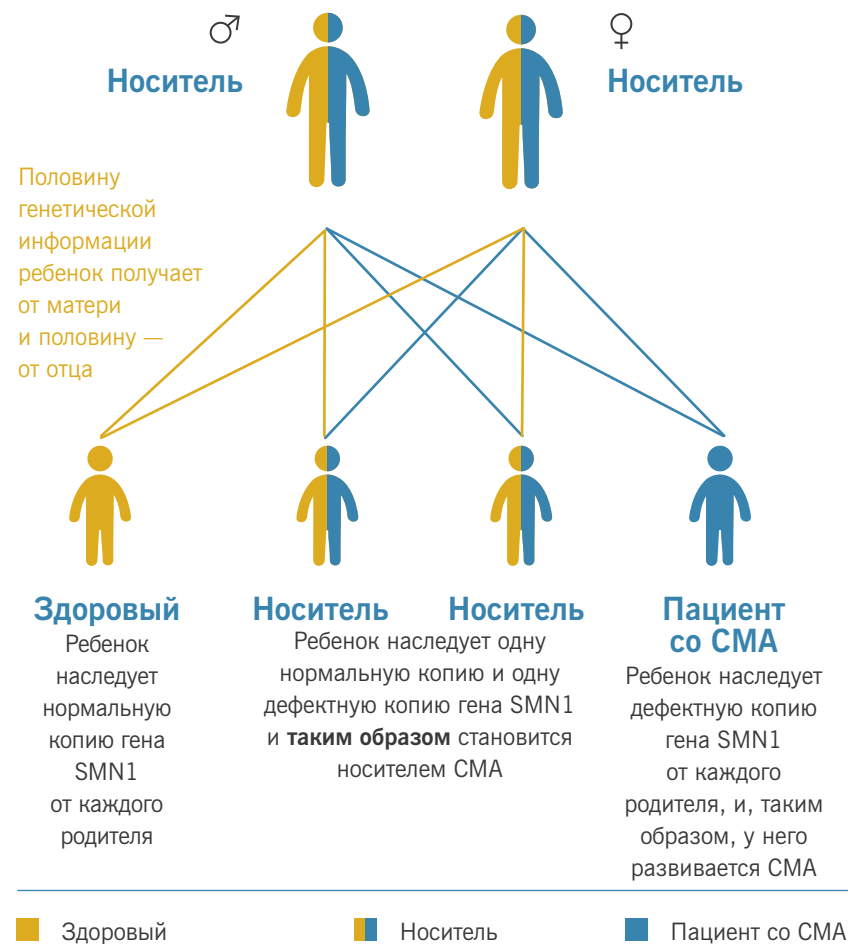 ♂
♀
Носитель
Носитель
Половину
генетической
информации
ребенок получает
от матери
и половину —
от отца
Здоровый
Ребенок
наследует
нормальную
копию гена
SMN1
от каждого
родителя
Носитель
Носитель
Ребенок наследует одну
нормальную копию и одну
дефектную копию гена SMN1
и таким образом становится
носителем СМА
Пациент
со СМА
Ребенок наследует
дефектную копию
гена SMN1
от каждого
родителя, и, таким
образом, у него
развивается СМА
Здоровый
Носитель
Пациент со СМА